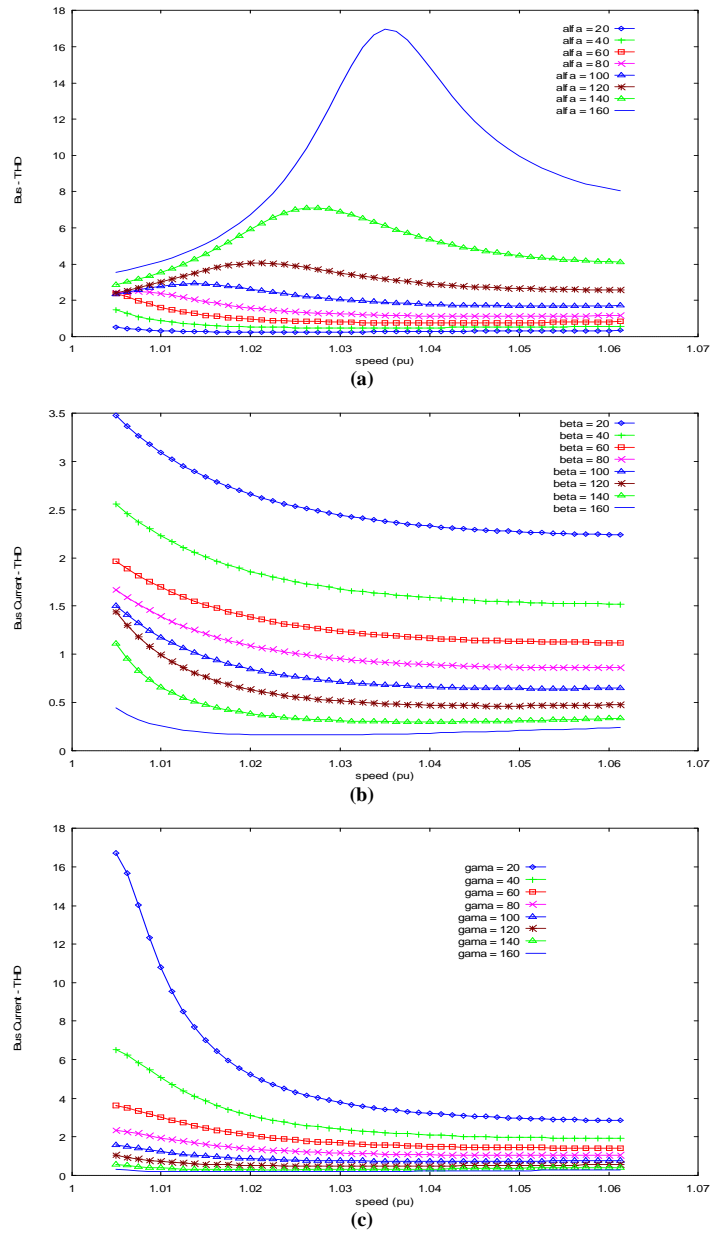 18
16
14
12
10
8
6
4
2
0
Bus - THD
alfa = 20
alfa = 40
alfa = 60
alfa = 80
alfa = 100
alfa = 120
alfa = 140
alfa = 160
1
1.01
1.02
1.03
1.04
1.05
1.06
1.07
speed (pu)
(a)
3.5
3
2.5
2
1.5
1
0.5
0
Bus Current - THD
beta = 20
beta = 40
beta = 60
beta = 80
beta = 100
beta = 120
beta = 140
beta = 160
1
1.01
1.02
1.03
1.04
1.05
1.06
1.07
speed (pu)
(b)
18
16
14
12
10
8
6
4
2
0
Bus Current - THD
gama = 20
gama = 40
gama = 60
gama = 80
gama = 100
gama = 120
gama = 140
gama = 160
1
1.01
1.02
1.03
1.04
1.05
1.06
1.07
speed (pu)
(c)